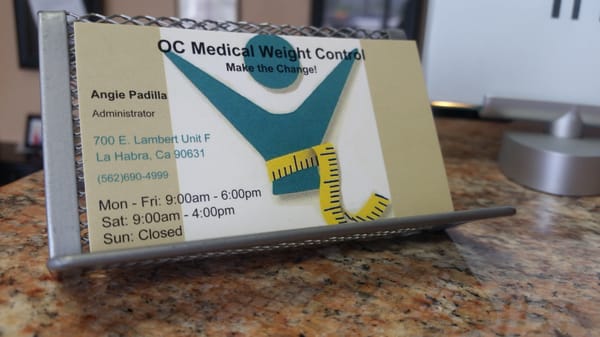 OC Medical Weight Control
Make the Change!
Angie Padilla
Administrator
700 E. Lambert Unit F
La Habra, Ca 90631
(562)690-4999
Mon - Fri: 9:00am - 6:00pm
Sat: 9:00am - 4:00pm
Sun: Closed